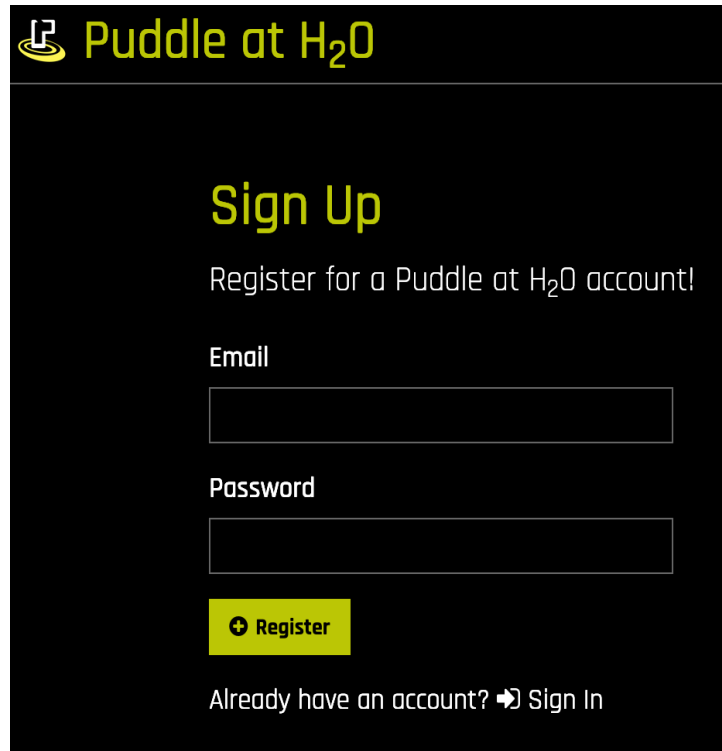 Puddle at H₂O
Sign Up
Register for a Puddle at H₂O account!
Email
Password
Register
Already have an account? Sign In